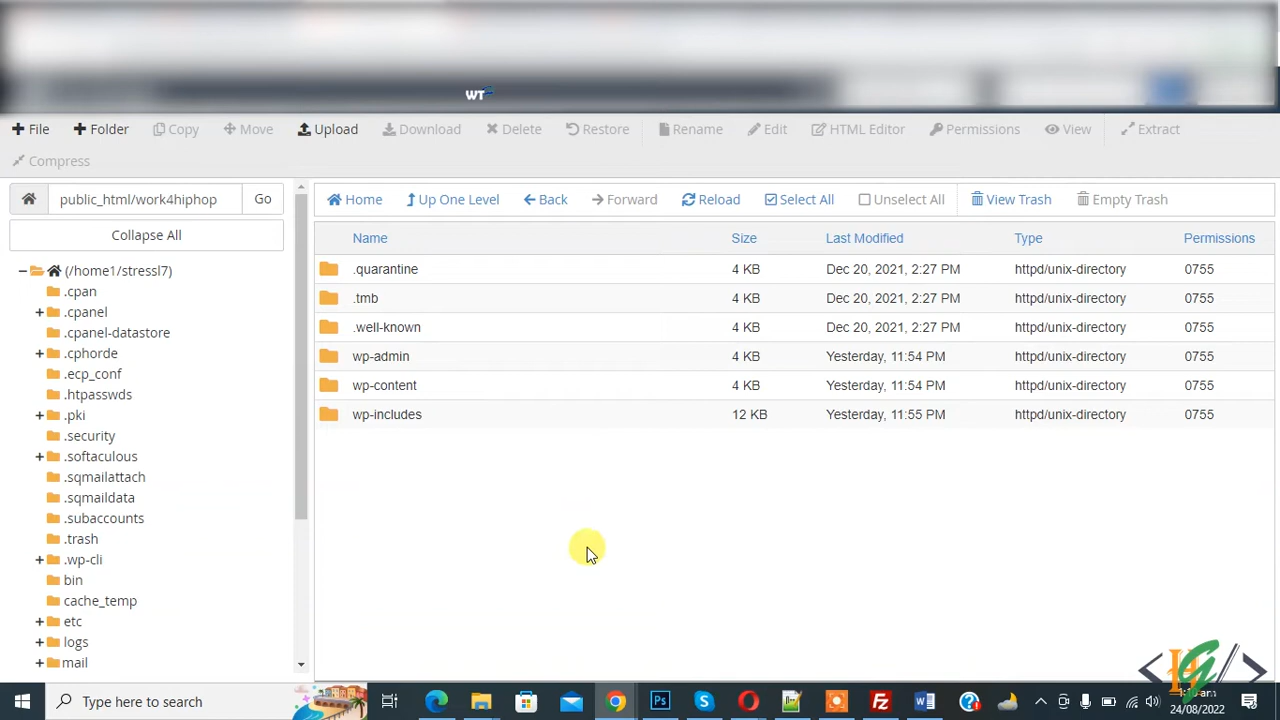 WT
File Folder Copy Move Upload Download Delete Restore Rename Edit HTML Editor Permissions View Extract
Compress
public_html/work4hiphop Go
Collapse All
(/home1/stressl7)
.cpan
.cpanel
.cpanel-datastore
.cphorde
.ecp_conf
.htpasswds
.pki
.security
.softaculous
.sqmailattach
.sqmaildata
.subaccounts
.trash
.wp-cli
bin
cache_temp
etc
logs
mail
Home Up One Level Back Forward Reload Select All Unselect All View Trash Empty Trash
Name Size Last Modified Type Permissions
.quarantine 4 KB Dec 20, 2021, 2:27 PM httpd/unix-directory 0755
.tmb 4 KB Dec 20, 2021, 2:27 PM httpd/unix-directory 0755
.well-known 4 KB Dec 20, 2021, 2:27 PM httpd/unix-directory 0755
wp-admin 4 KB Yesterday, 11:54 PM httpd/unix-directory 0755
wp-content 4 KB Yesterday, 11:54 PM httpd/unix-directory 0755
wp-includes 12 KB Yesterday, 11:55 PM httpd/unix-directory 0755
Type here to search
24/08/2022